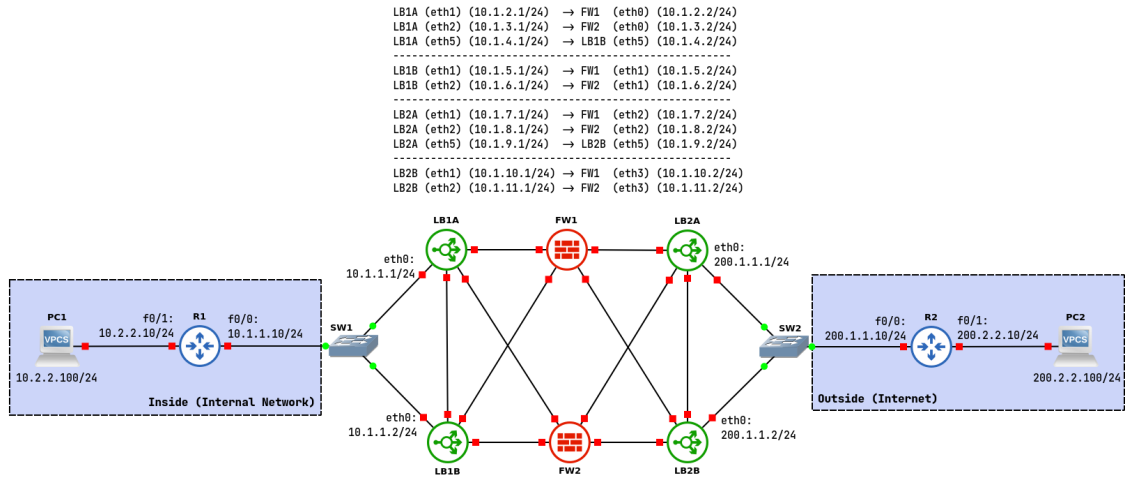 LB1A (eth1) (10.1.2.1/24) → FW1 (eth0) (10.1.2.2/24)
LB1A (eth2) (10.1.3.1/24) → FW2 (eth0) (10.1.3.2/24)
LB1A (eth5) (10.1.4.1/24) → LB1B (eth5) (10.1.4.2/24)
--------------------------------------------------------
LB1B (eth1) (10.1.5.1/24) → FW1 (eth1) (10.1.5.2/24)
LB1B (eth2) (10.1.6.1/24) → FW2 (eth1) (10.1.6.2/24)
--------------------------------------------------------
LB2A (eth1) (10.1.7.1/24) → FW1 (eth2) (10.1.7.2/24)
LB2A (eth2) (10.1.8.1/24) → FW2 (eth2) (10.1.8.2/24)
LB2A (eth5) (10.1.9.1/24) → LB2B (eth5) (10.1.9.2/24)
--------------------------------------------------------
LB2B (eth1) (10.1.10.1/24) → FW1 (eth3) (10.1.10.2/24)
LB2B (eth2) (10.1.11.1/24) → FW2 (eth3) (10.1.11.2/24)
LB1A
FW1
LB2A
eth0:
10.1.1.1/24
eth0:
200.1.1.1/24
PC1
VPCS
10.2.2.100/24
f0/1:
10.2.2.10/24
R1
f0/0:
10.1.1.10/24
SW1
SW2
f0/0:
200.1.1.10/24
R2
f0/1:
200.2.2.10/24
PC2
VPCS
200.2.2.100/24
Inside (Internal Network)
Outside (Internet)
eth0:
10.1.1.2/24
eth0:
200.1.1.2/24
LB1B
FW2
LB2B